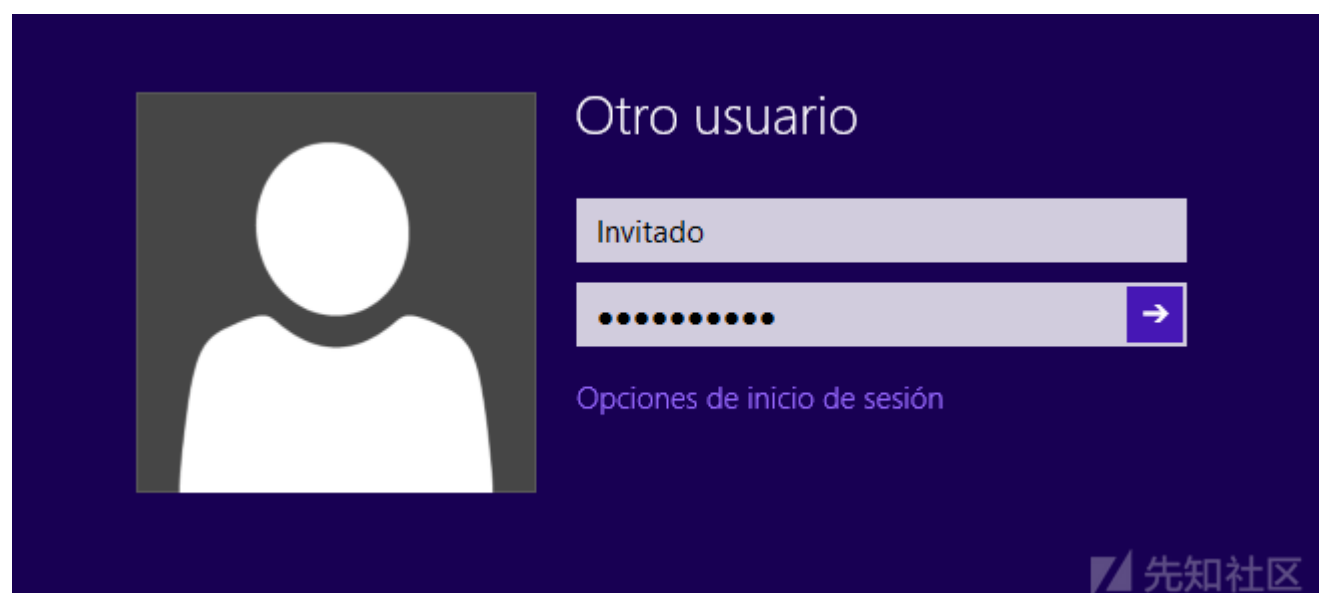 Otro usuario
Invitado
●●●●●●●●●●
Opciones de inicio de sesión
先知社区